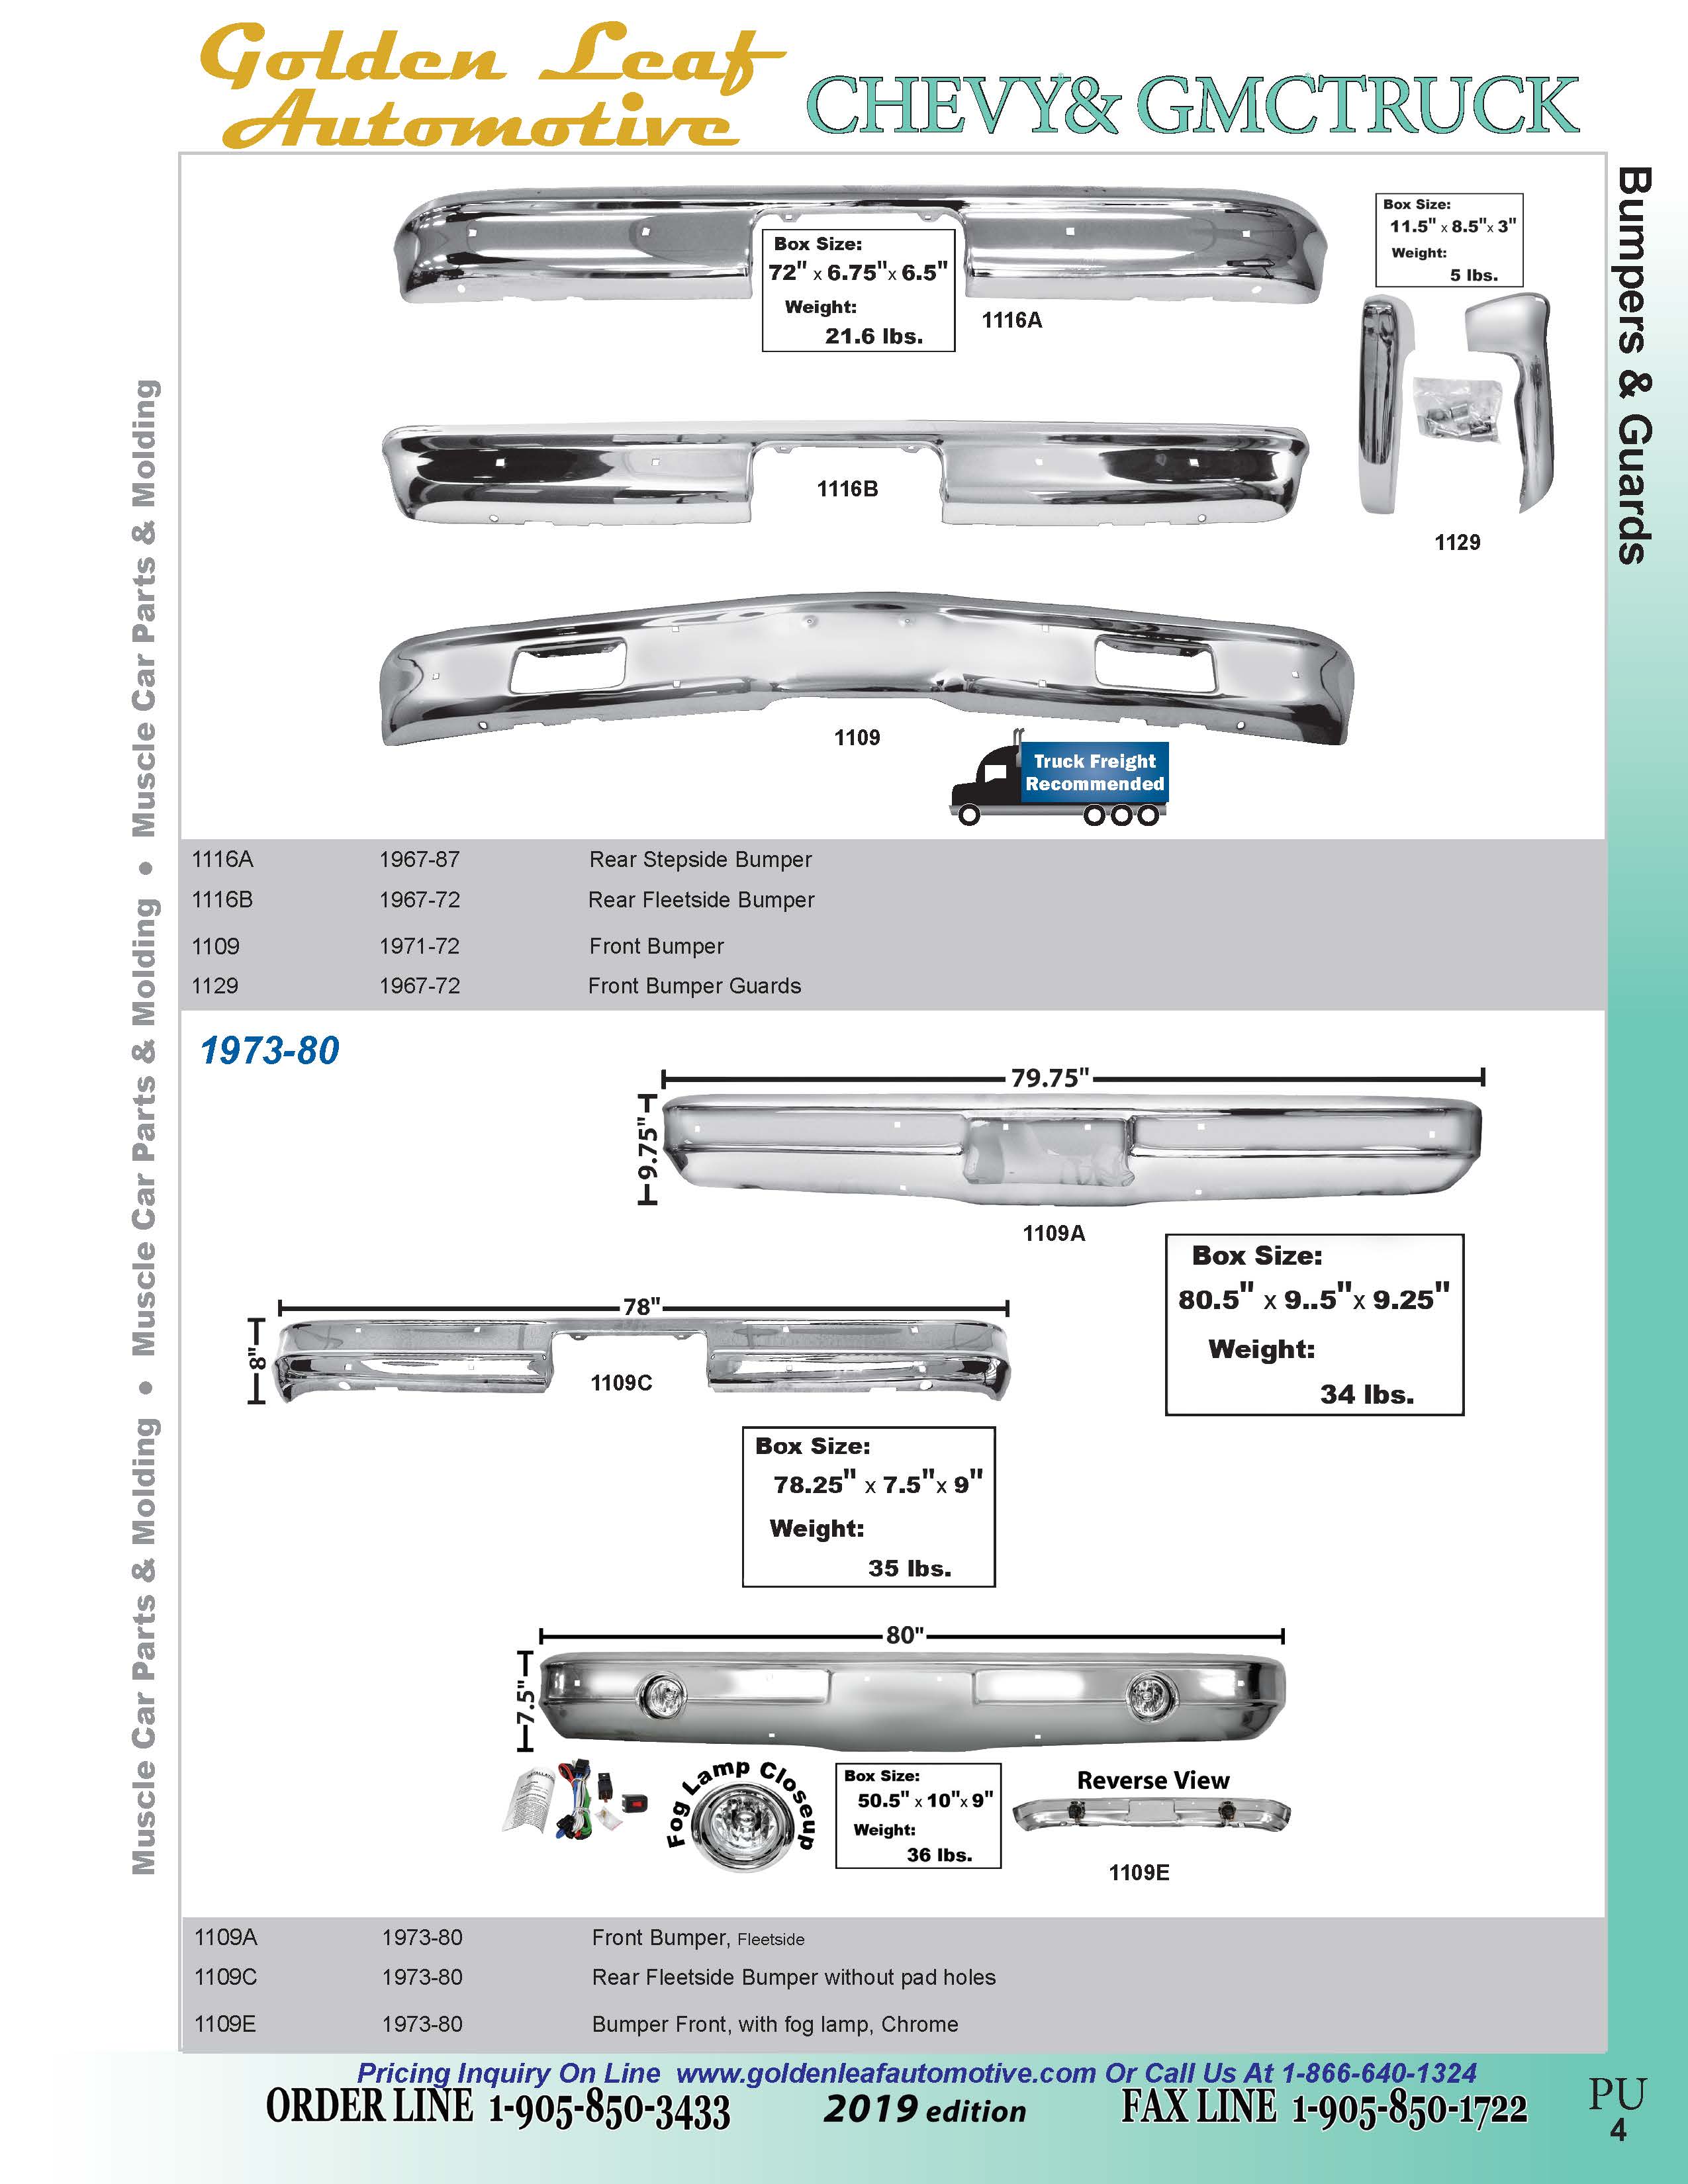 Golden Leaf
Automotive
CHEVY& GMCTRUCK
Bumpers & Guards
Muscle Car Parts & Molding • Muscle Car Parts & Molding • Muscle Car Parts & Molding
Box Size:
72" x 6.75"x 6.5"
Weight:
21.6 lbs.
1116A
Box Size:
11.5" x 8.5"x 3"
Weight:
5 lbs.
1116B
1129
1109
Truck Freight
Recommended
1116A 1967-87 Rear Stepside Bumper
1116B 1967-72 Rear Fleetside Bumper
1109 1971-72 Front Bumper
1129 1967-72 Front Bumper Guards
1973-80
79.75"
9.75"
1109A
Box Size:
80.5" x 9..5"x 9.25"
Weight:
34 lbs.
78"
8"
1109C
Box Size:
78.25" x 7.5"x 9"
Weight:
35 lbs.
80"
7.5"
Fog Lamp Closeup
Box Size:
50.5" x 10"x 9"
Weight:
36 lbs.
Reverse View
1109E
1109A 1973-80 Front Bumper, Fleetside
1109C 1973-80 Rear Fleetside Bumper without pad holes
1109E 1973-80 Bumper Front, with fog lamp, Chrome
Pricing Inquiry On Line www.goldenleafautomotive.com Or Call Us At 1-866-640-1324
ORDER LINE 1-905-850-3433 2019 edition FAX LINE 1-905-850-1722
PU
4